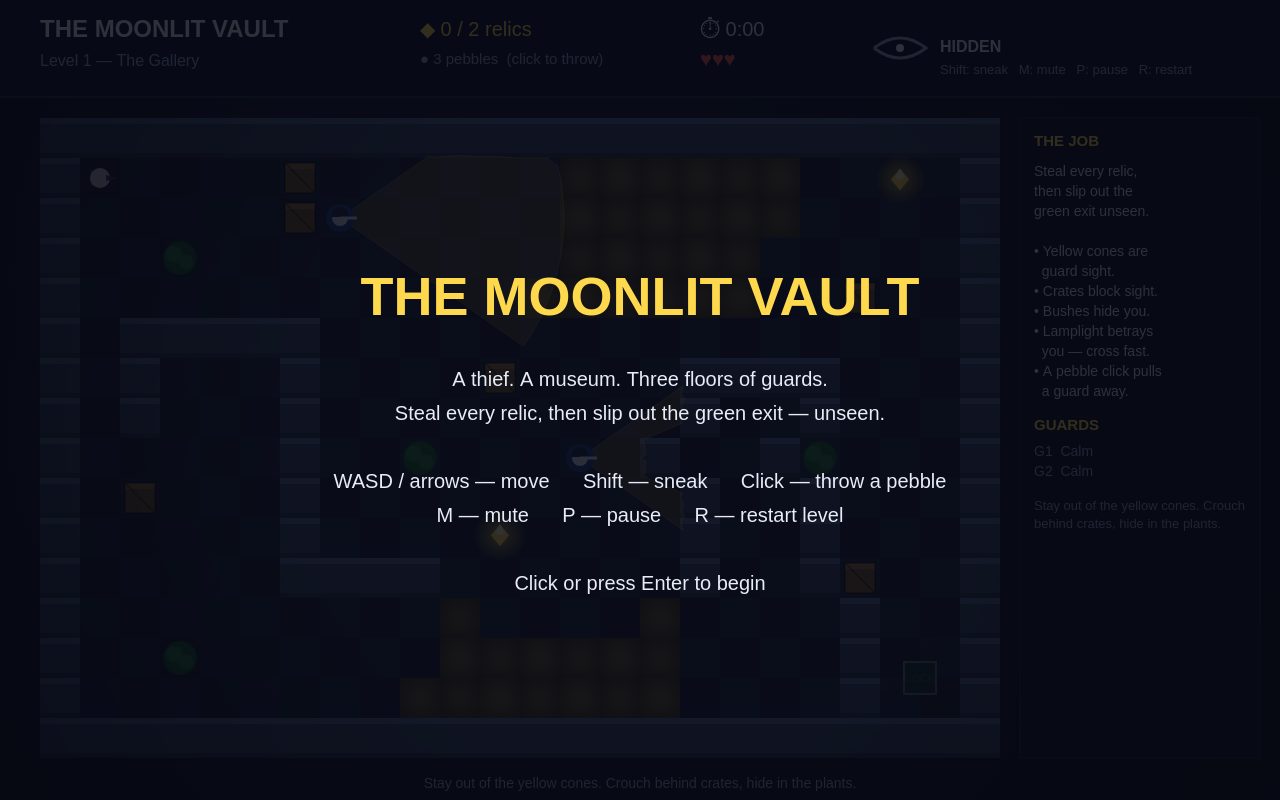 THE MOONLIT VAULT
Level 1 — The Gallery
◆ 0 / 2 relics
● 3 pebbles (click to throw)
⏱ 0:00
♥♥♥
HIDDEN
Shift: sneak M: mute P: pause R: restart
THE MOONLIT VAULT
A thief. A museum. Three floors of guards.
Steal every relic, then slip out the green exit — unseen.
WASD / arrows — move Shift — sneak Click — throw a pebble
M — mute P — pause R — restart level
Click or press Enter to begin
THE JOB
Steal every relic,
then slip out the
green exit unseen.
• Yellow cones are
guard sight.
• Crates block sight.
• Bushes hide you.
• Lamplight betrays
you — cross fast.
• A pebble click pulls
a guard away.
GUARDS
G1 Calm
G2 Calm
Stay out of the yellow cones. Crouch
behind crates, hide in the plants.
Stay out of the yellow cones. Crouch behind crates, hide in the plants.